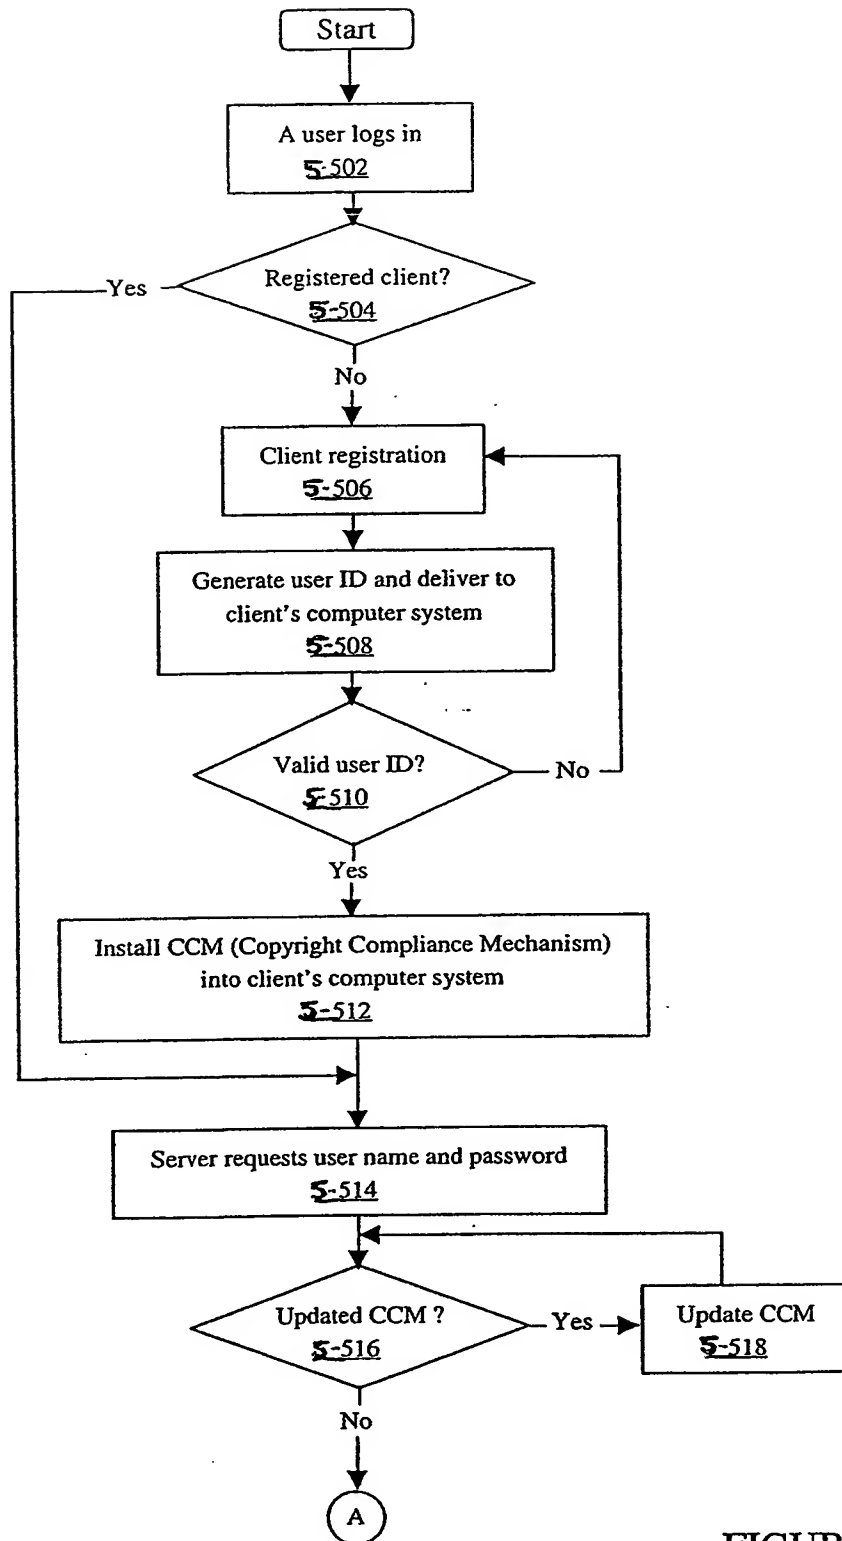 Start
A user logs in
5-502
Registered client?
5-504
Yes
No
Client registration
5-506
Generate user ID and deliver to
client's computer system
5-508
Valid user ID?
5-510
No
Yes
Install CCM (Copyright Compliance Mechanism)
into client's computer system
5-512
Server requests user name and password
5-514
Updated CCM ?
5-516
Yes
Update CCM
5-518
No
A